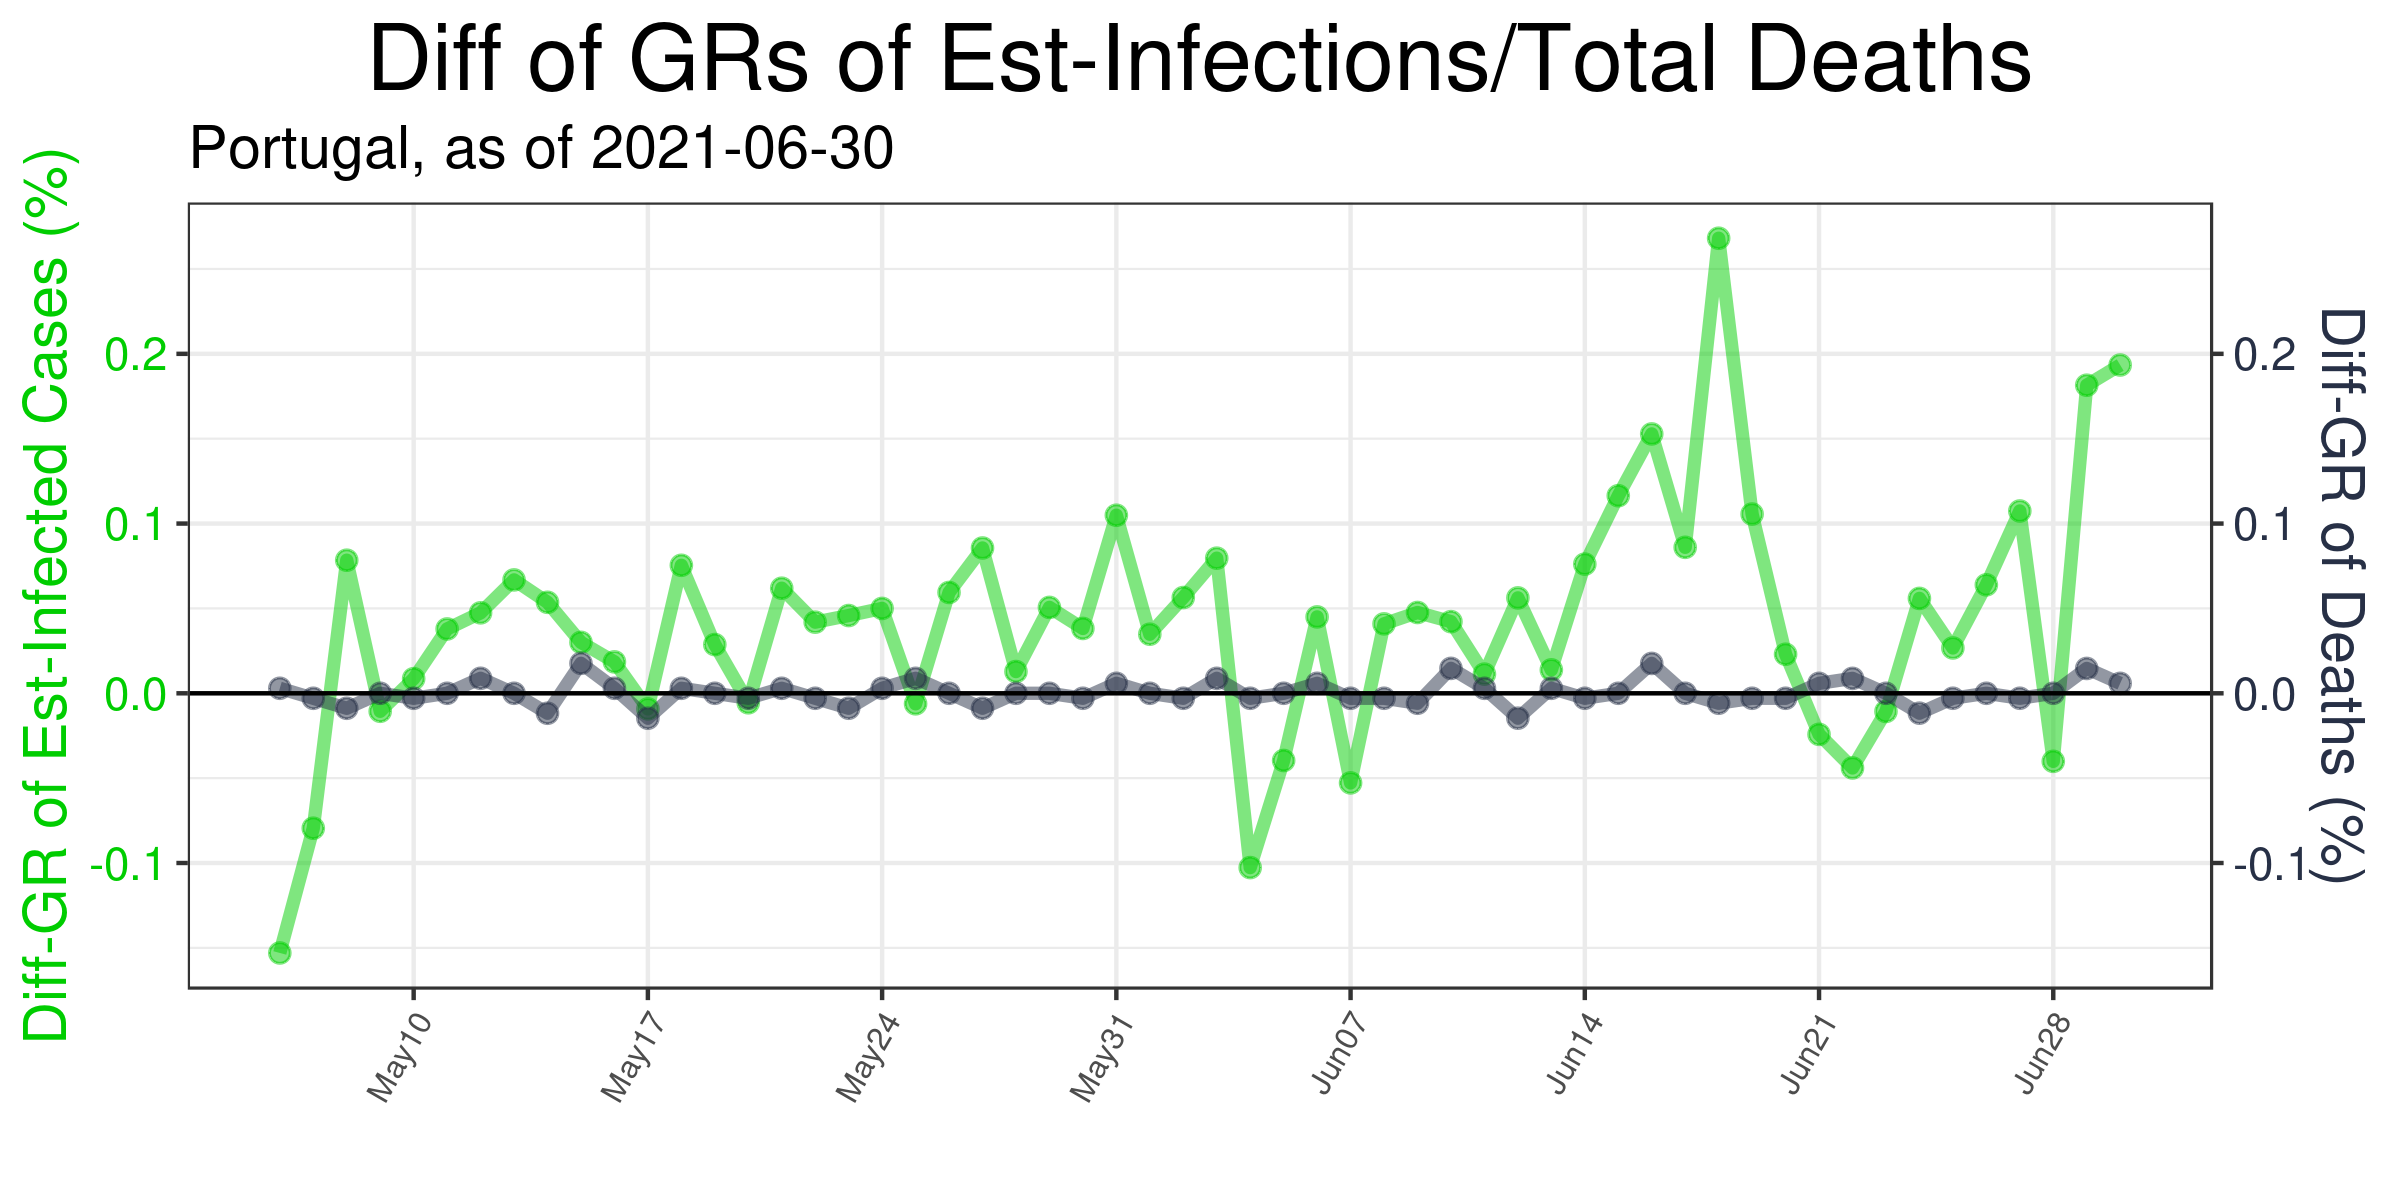 Diff of GRs of Est-Infections/Total Deaths
Portugal, as of 2021-06-30
Diff-GR of Est-Infected Cases (%)
0.2
0.1
0.0
-0.1
0.2
0.1
0.0
-0.1
Diff-GR of Deaths (%)
May10
May17
May24
May31
Jun07
Jun14
Jun21
Jun28